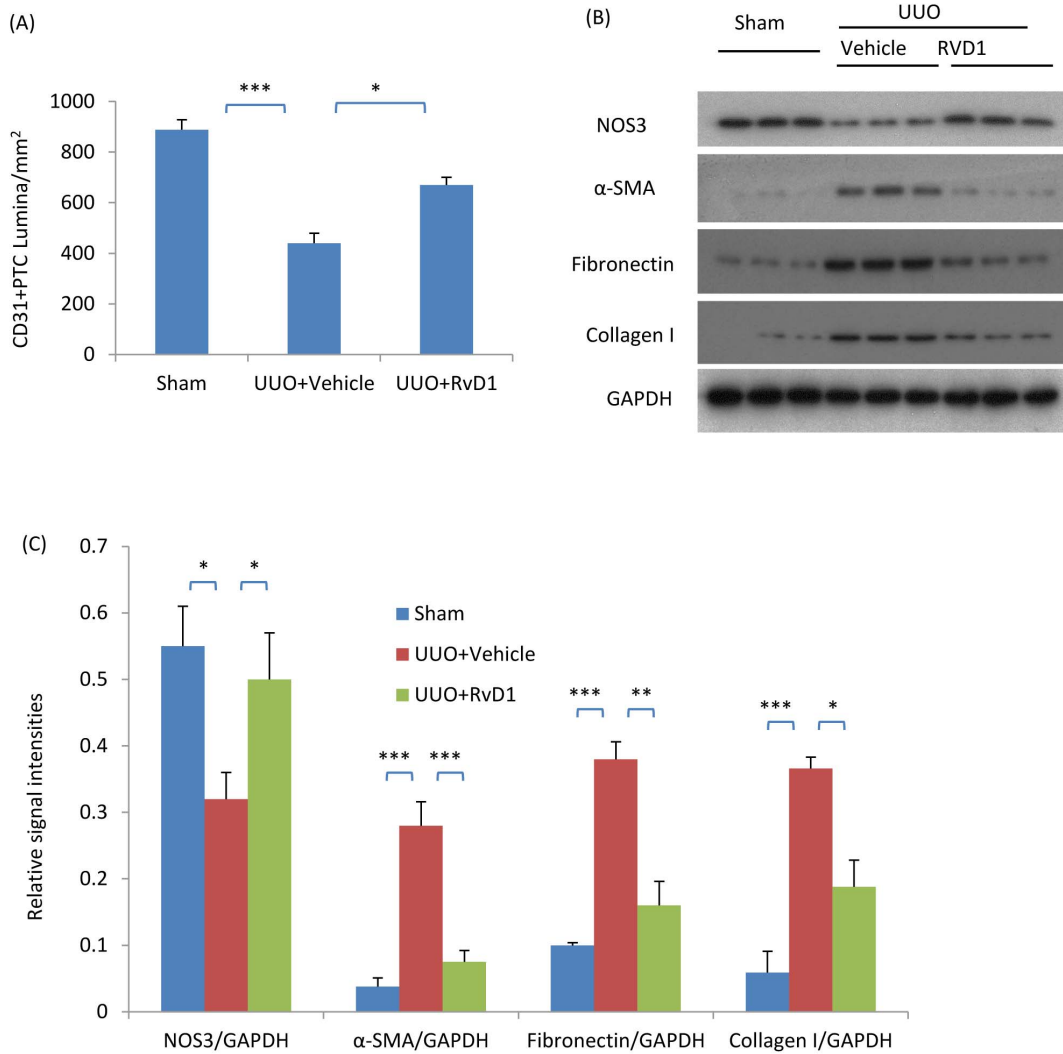 (A)
*** *
CD31+PTC Lumina/mm²
1000
800
600
400
200
0
Sham UUO+Vehicle UUO+RvD1
(B)
Sham UUO
Vehicle RVD1
NOS3
α-SMA
Fibronectin
Collagen I
GAPDH
(C)
Relative signal intensities
0.7
0.6
0.5
0.4
0.3
0.2
0.1
0
* *
*** ***
*** **
*** *
Sham
UUO+Vehicle
UUO+RvD1
NOS3/GAPDH α-SMA/GAPDH Fibronectin/GAPDH Collagen I/GAPDH